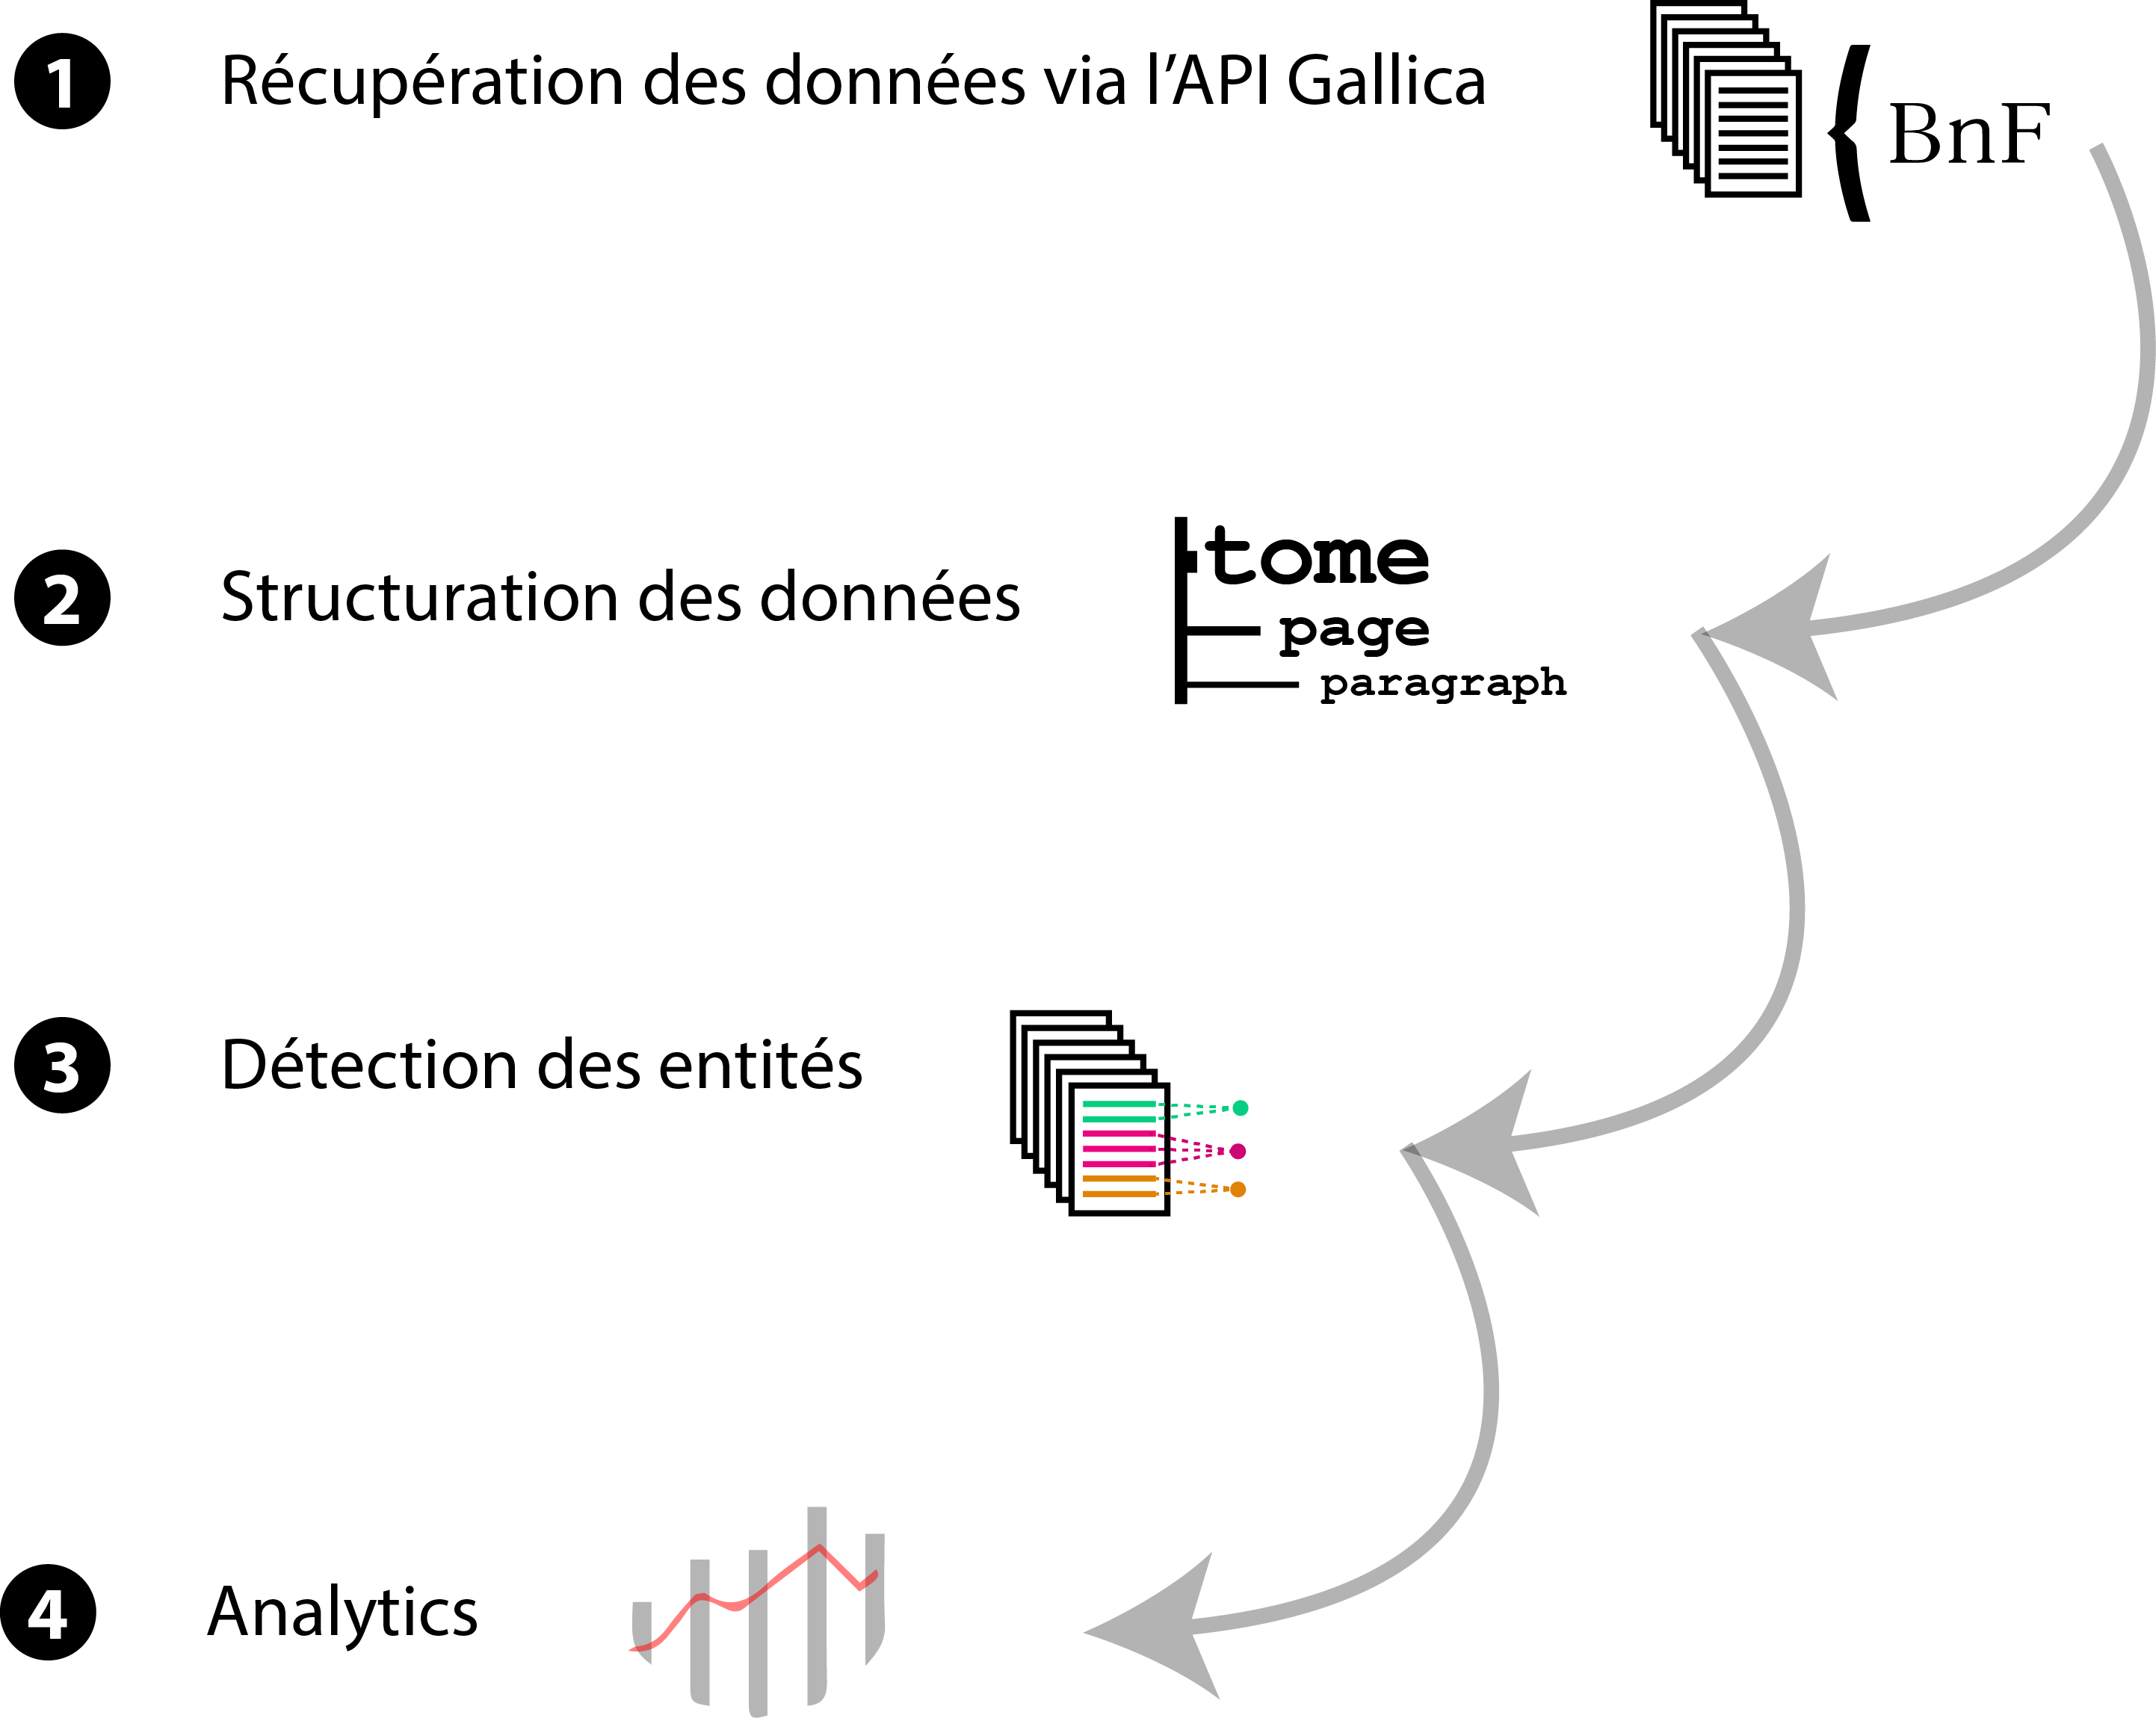 1 Récupération des données via l'API Gallica
BnF
2 Structuration des données
tome
page
paragraph
3 Détection des entités
4 Analytics